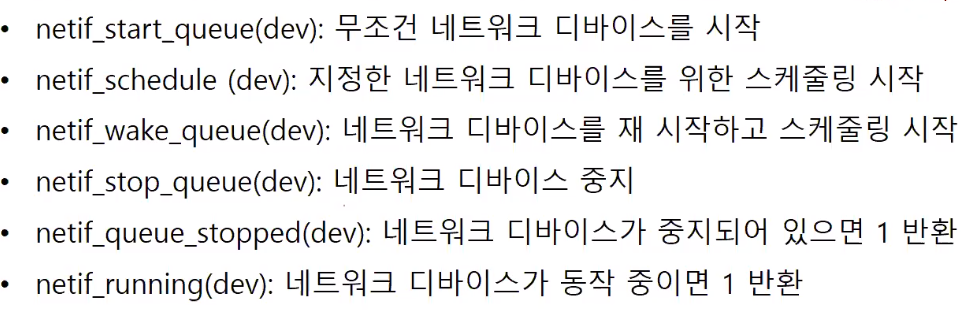 • netif_start_queue(dev): 무조건 네트워크 디바이스를 시작
• netif_schedule (dev): 지정한 네트워크 디바이스를 위한 스케줄링 시작
• netif_wake_queue(dev): 네트워크 디바이스를 재 시작하고 스케줄링 시작
• netif_stop_queue(dev): 네트워크 디바이스 중지
• netif_queue_stopped(dev): 네트워크 디바이스가 중지되어 있으면 1 반환
• netif_running(dev): 네트워크 디바이스가 동작 중이면 1 반환